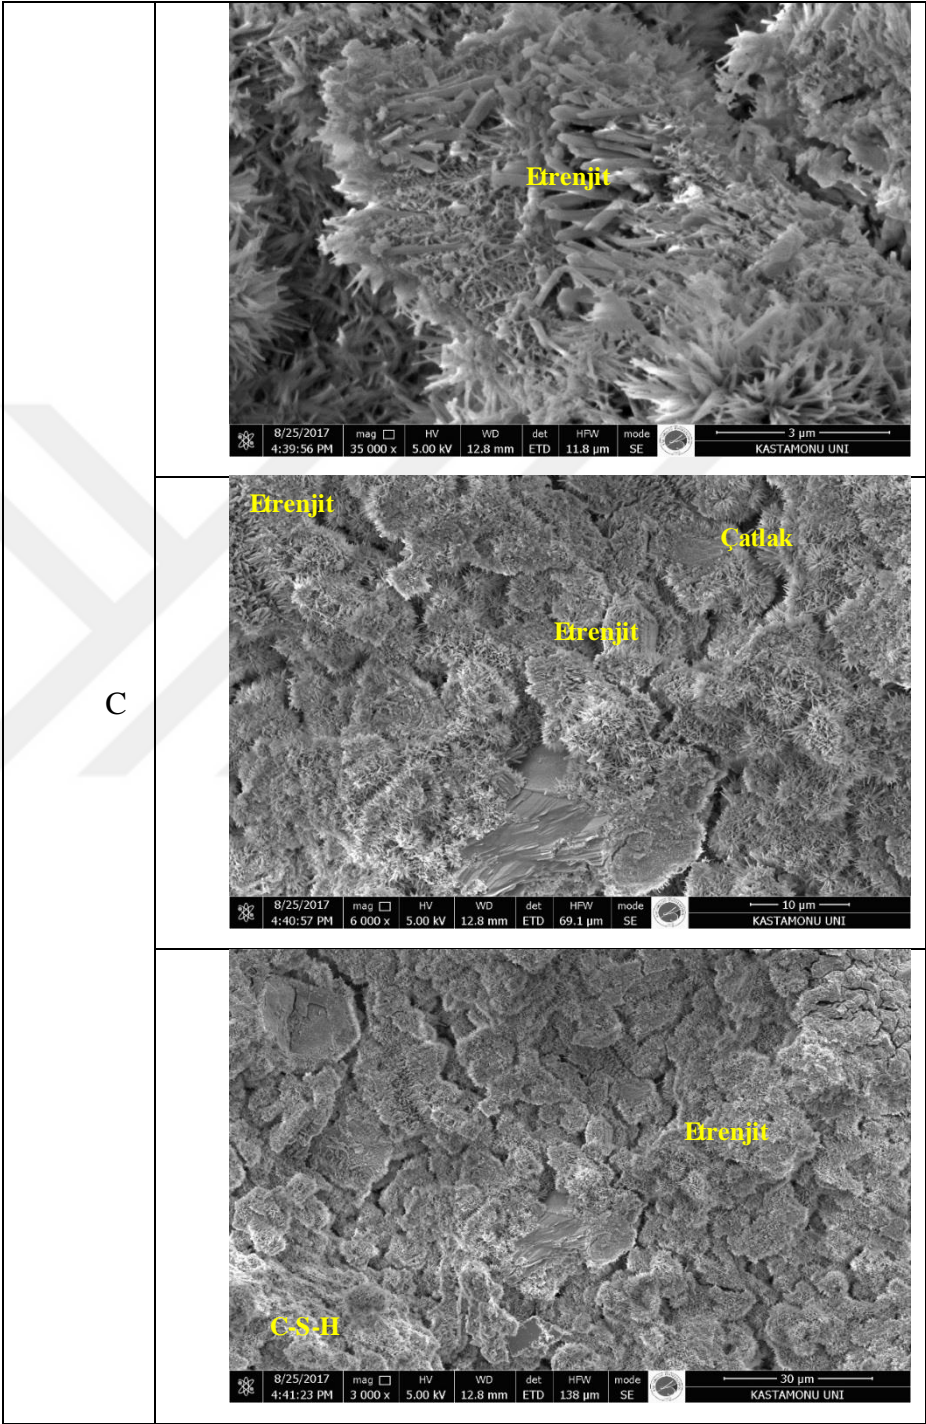 Etrenjit
8/25/2017 mag HV WD det HFW mode 3 µm
4:39:56 PM 35 000 x 5.00 kV 12.8 mm ETD 11.8 µm SE KASTAMONU UNI
Etrenjit
Çatlak
Etrenjit
C
8/25/2017 mag HV WD det HFW mode 10 µm
4:40:57 PM 6 000 x 5.00 kV 12.8 mm ETD 69.1 µm SE KASTAMONU UNI
Etrenjit
C-S-H
8/25/2017 mag HV WD det HFW mode 30 µm
4:41:23 PM 3 000 x 5.00 kV 12.8 mm ETD 138 µm SE KASTAMONU UNI